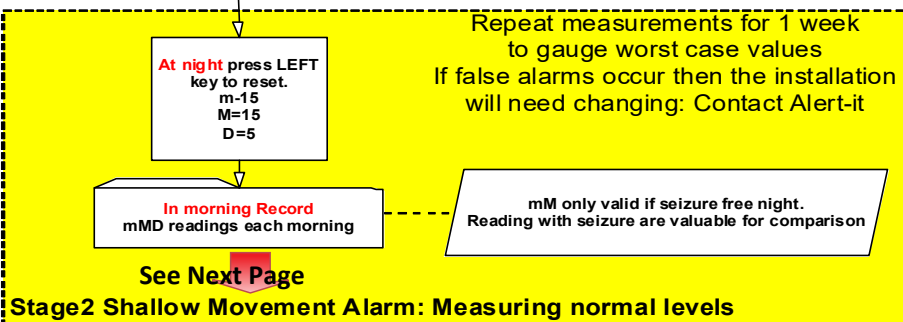 Repeat measurements for 1 week
to gauge worst case values
If false alarms occur then the installation
will need changing: Contact Alert-it
At night press LEFT
key to reset.
m-15
M=15
D=5
In morning Record
mMD readings each morning
mM only valid if seizure free night.
Reading with seizure are valuable for comparison
See Next Page
Stage2 Shallow Movement Alarm: Measuring normal levels